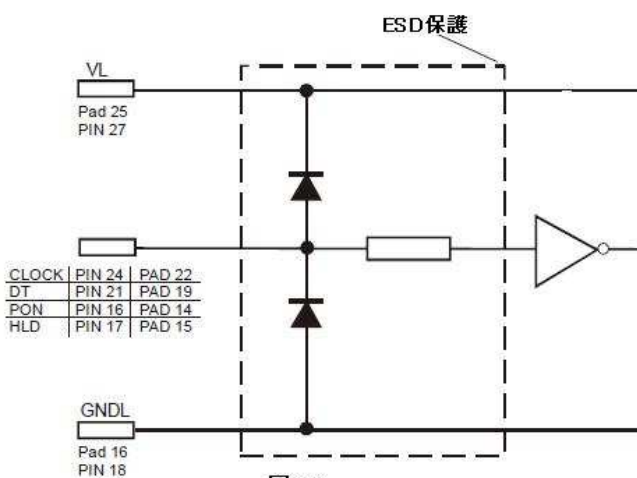 ESD保護
VL
Pad 25
PIN 27
CLOCK PIN 24 PAD 22
DT PIN 21 PAD 19
PON PIN 16 PAD 14
HLD PIN 17 PAD 15
GNDL
Pad 16
PIN 18